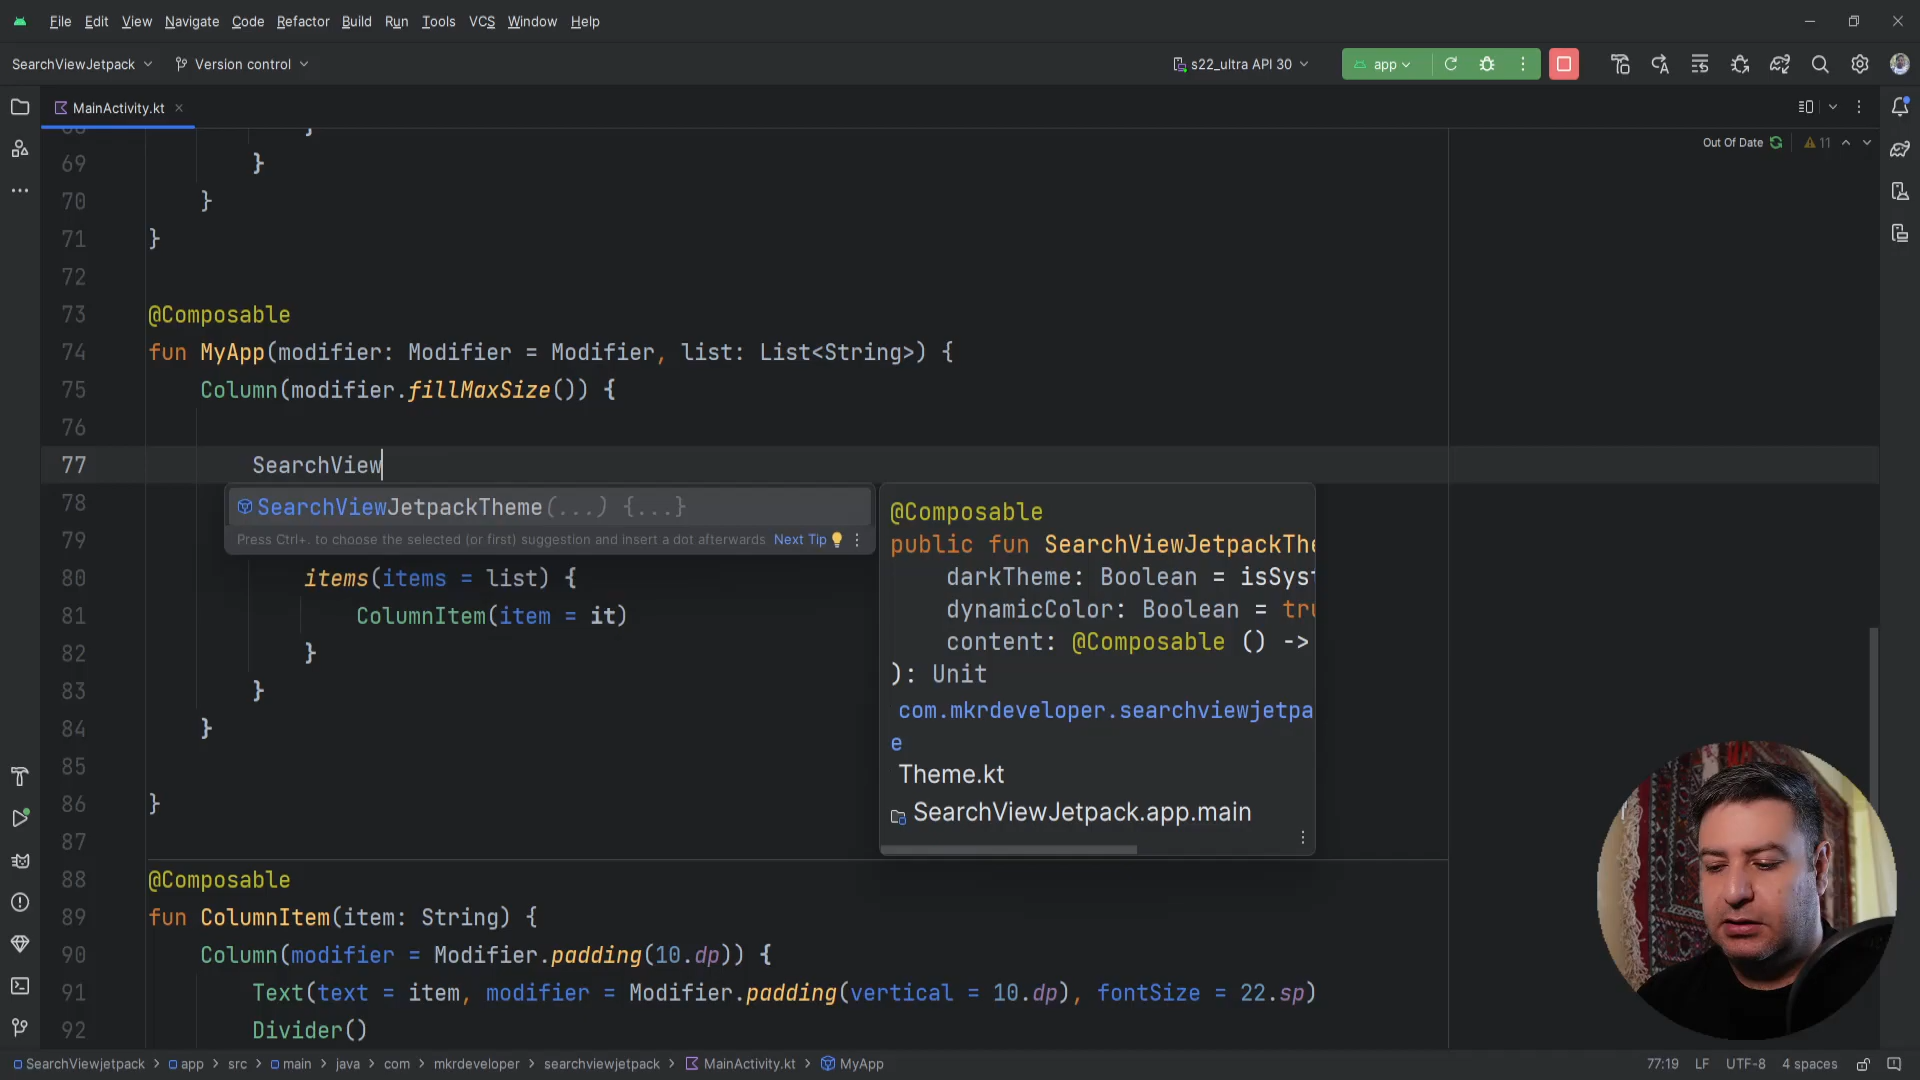 File Edit View Navigate Code Refactor Build Run Tools VCS Window Help
SearchViewJetpack Version control s22_ultra API 30 app
MainActivity.kt
Out Of Date 11
69 }
70 }
71 }
72
73 @Composable
74 fun MyApp(modifier: Modifier = Modifier, list: List<String>) {
75 Column(modifier.fillMaxSize()) {
76
77 SearchView
78
79
80 items(items = list) {
81 ColumnItem(item = it)
82 }
83 }
84 }
85
86 }
87
88 @Composable
89 fun ColumnItem(item: String) {
90 Column(modifier = Modifier.padding(10.dp)) {
91 Text(text = item, modifier = Modifier.padding(vertical = 10.dp), fontSize = 22.sp)
92 Divider()
SearchViewJetpackTheme(...) {...}
Press Ctrl+. to choose the selected (or first) suggestion and insert a dot afterwards Next Tip
@Composable
public fun SearchViewJetpackThe
darkTheme: Boolean = isSyst
dynamicColor: Boolean = tru
content: @Composable () ->
): Unit
com.mkrdeveloper.searchviewjetpa
e
Theme.kt
SearchViewJetpack.app.main
SearchViewjetpack > app > src > main > java > com > mkrdeveloper > searchviewjetpack > MainActivity.kt > MyApp 77:19 LF UTF-8 4 spaces